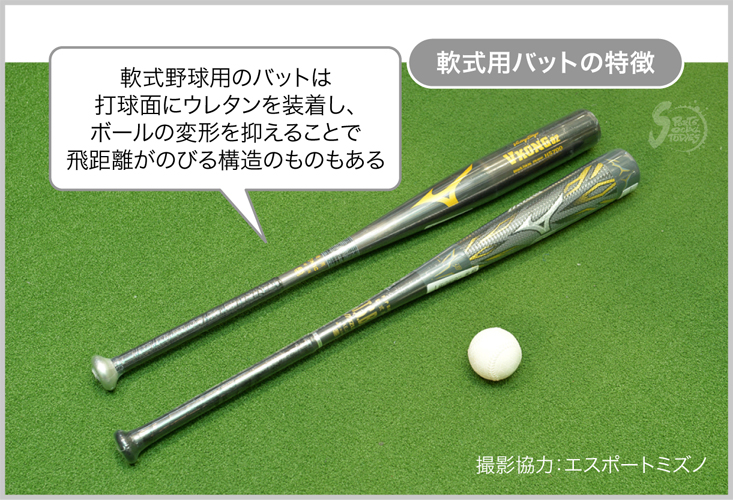 軟式用バットの特徴
軟式野球用のバットは
打球面にウレタンを装着し、
ボールの変形を抑えることで
飛距離がのびる構造のものもある
VKONG 02
撮影協力：エスポートミズノ